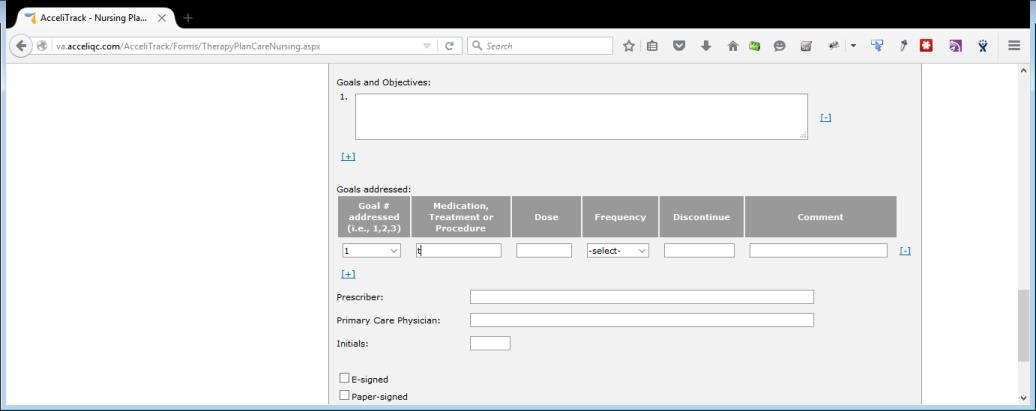 AcceliTrack - Nursing Pla...
va.acceliqc.com/AcceliTrack/Forms/TherapyPlanCareNursing.aspx
Search
Goals and Objectives:
1.
[-]
[+]
Goals addressed:
Goal # addressed (i.e., 1,2,3)
Medication, Treatment or Procedure
Dose
Frequency
Discontinue
Comment
1
t
-select-
[-]
[+]
Prescriber:
Primary Care Physician:
Initials:
E-signed
Paper-signed